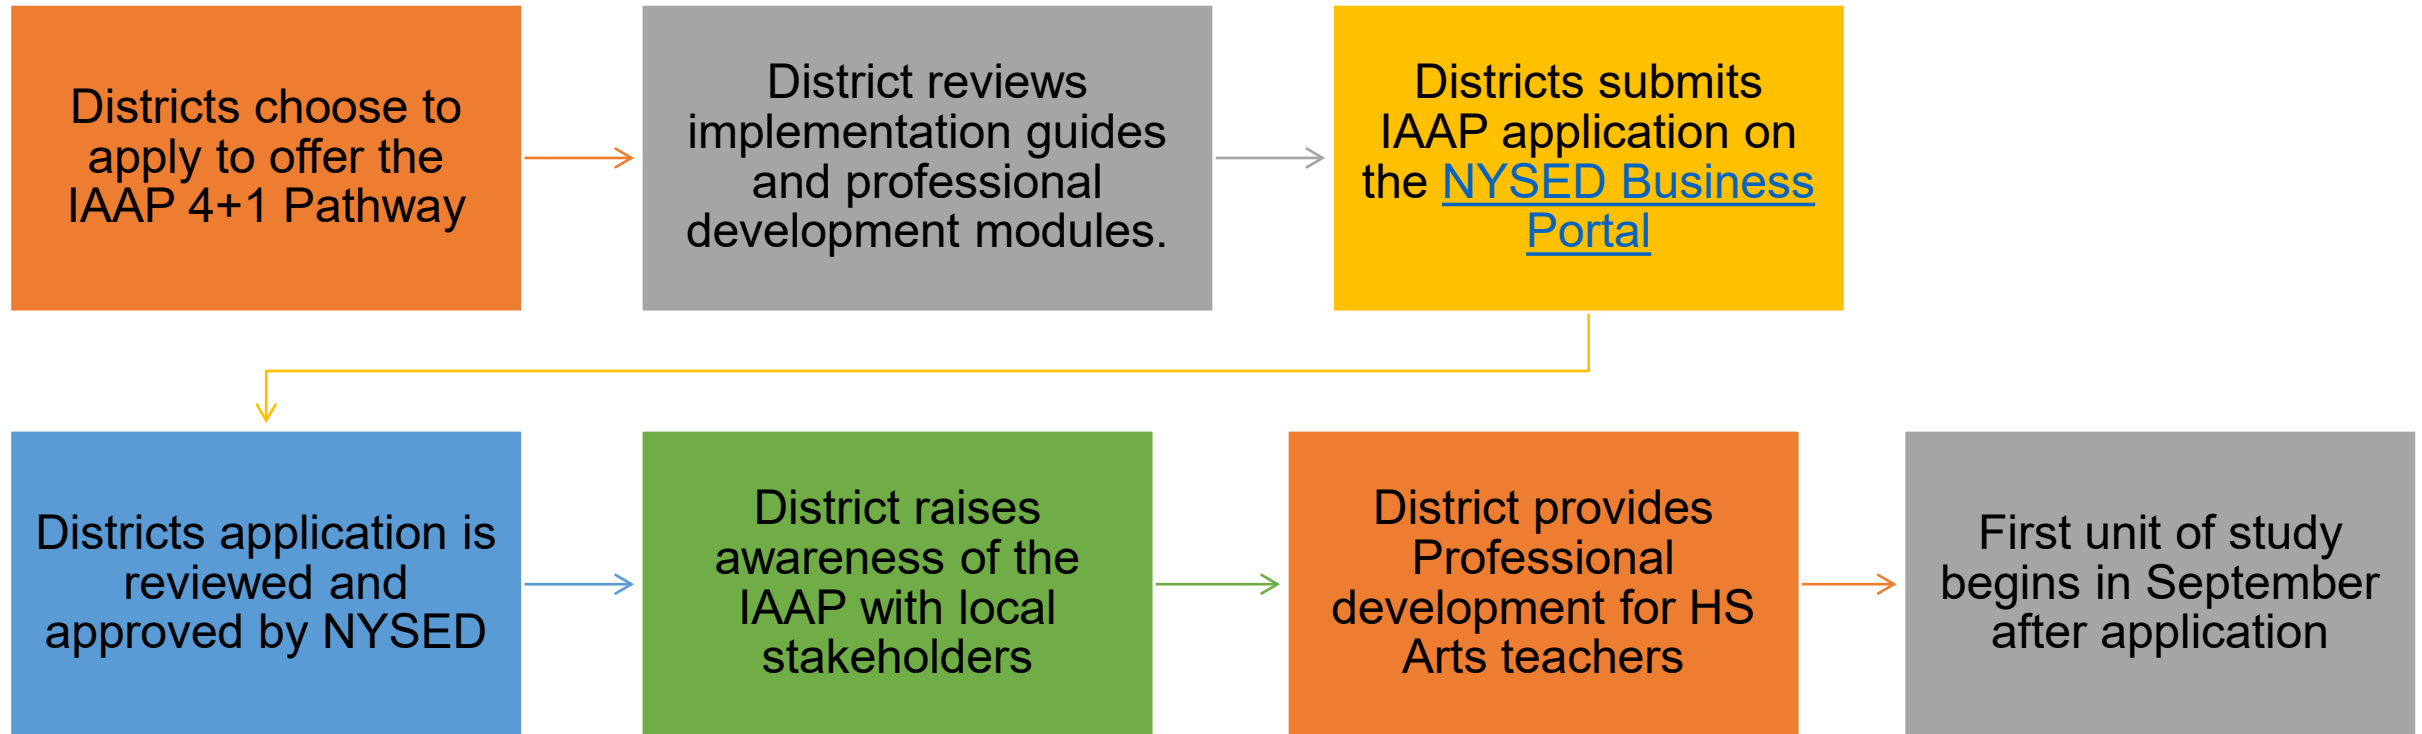 Districts choose to
apply to offer the
IAAP 4+1 Pathway
District reviews
implementation guides
and professional
development modules.
Districts submits
IAAP application on
the NYSED Business
Portal
Districts application is
reviewed and
approved by NYSED
District raises
awareness of the
IAAP with local
stakeholders
District provides
Professional
development for HS
Arts teachers
First unit of study
begins in September
after application